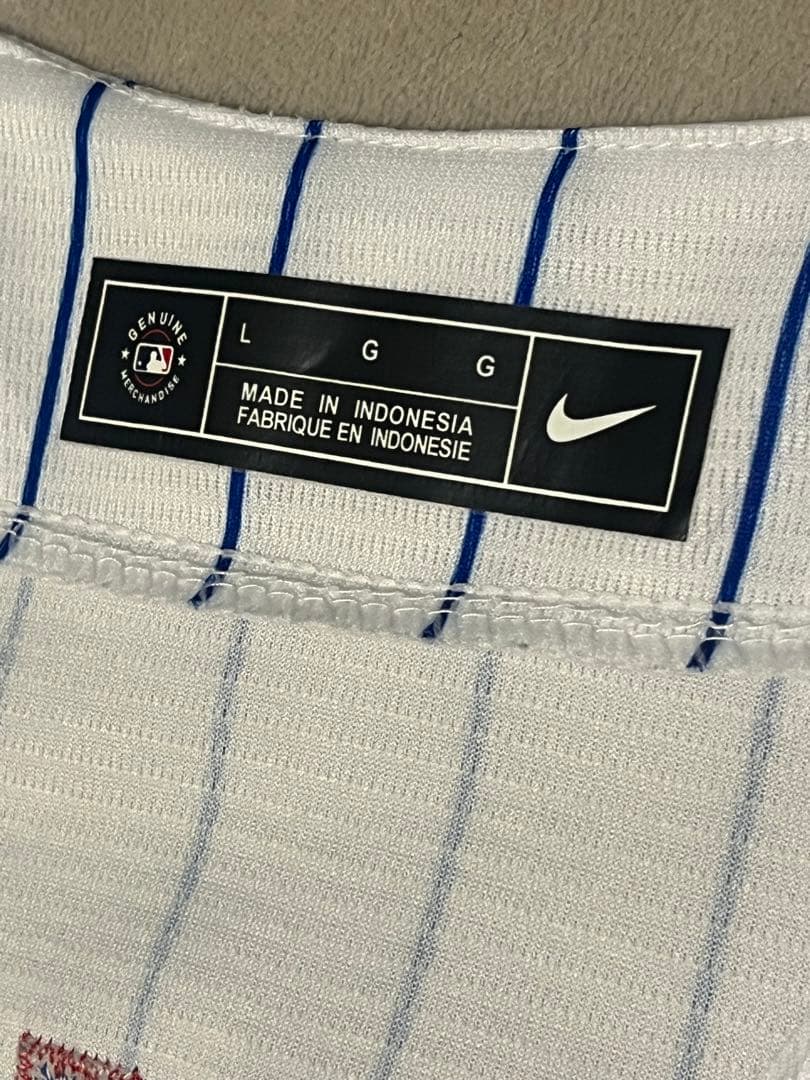 GENUINE
MERCHANDISE
L G G
MADE IN INDONESIA
FABRIQUE EN INDONESIE